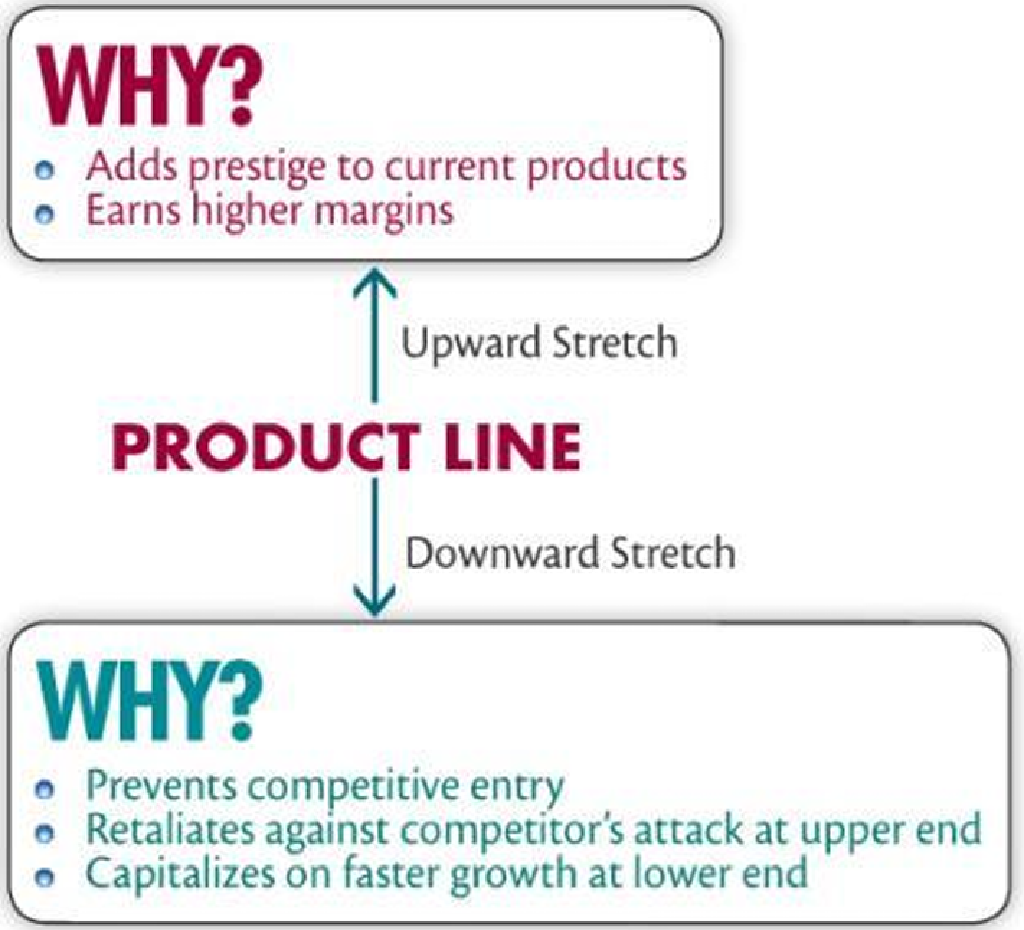 WHY?
Adds prestige to current products
Earns higher margins
Upward Stretch
PRODUCT LINE
Downward Stretch
WHY?
Prevents competitive entry
Retaliates against competitor's attack at upper end
Capitalizes on faster growth at lower end